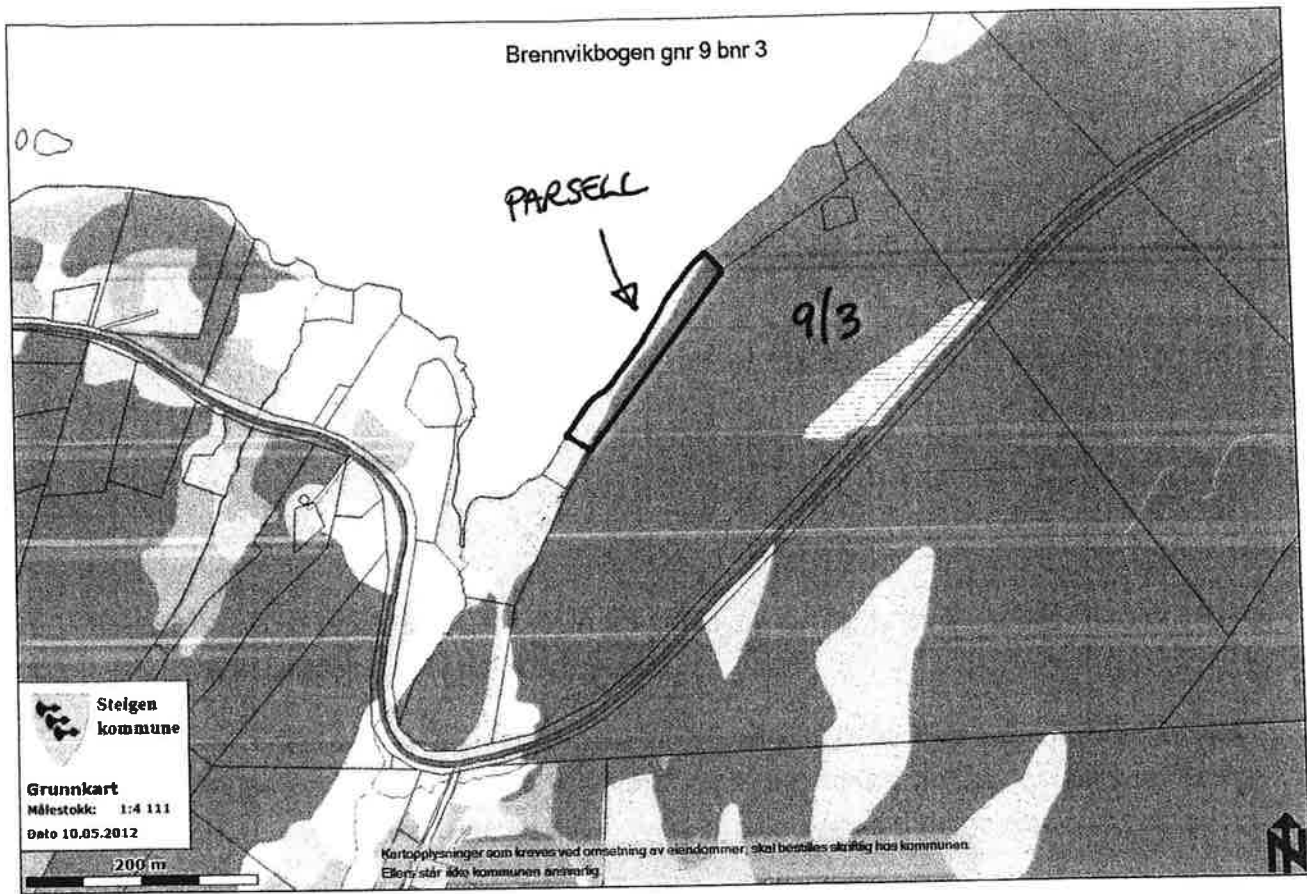 Brennvikbogen gnr 9 bnr 3
PARSELL
9/3
Steigen
kommune
Grunnkart
Målestokk: 1:4 111
Dato 10.05.2012
200 m
Kartopplysninger som kreves ved omsetning av eiendommer, skal bestilles skriftlig hos kommunen.
Ellers står ikke kommunen ansvarlig.
N